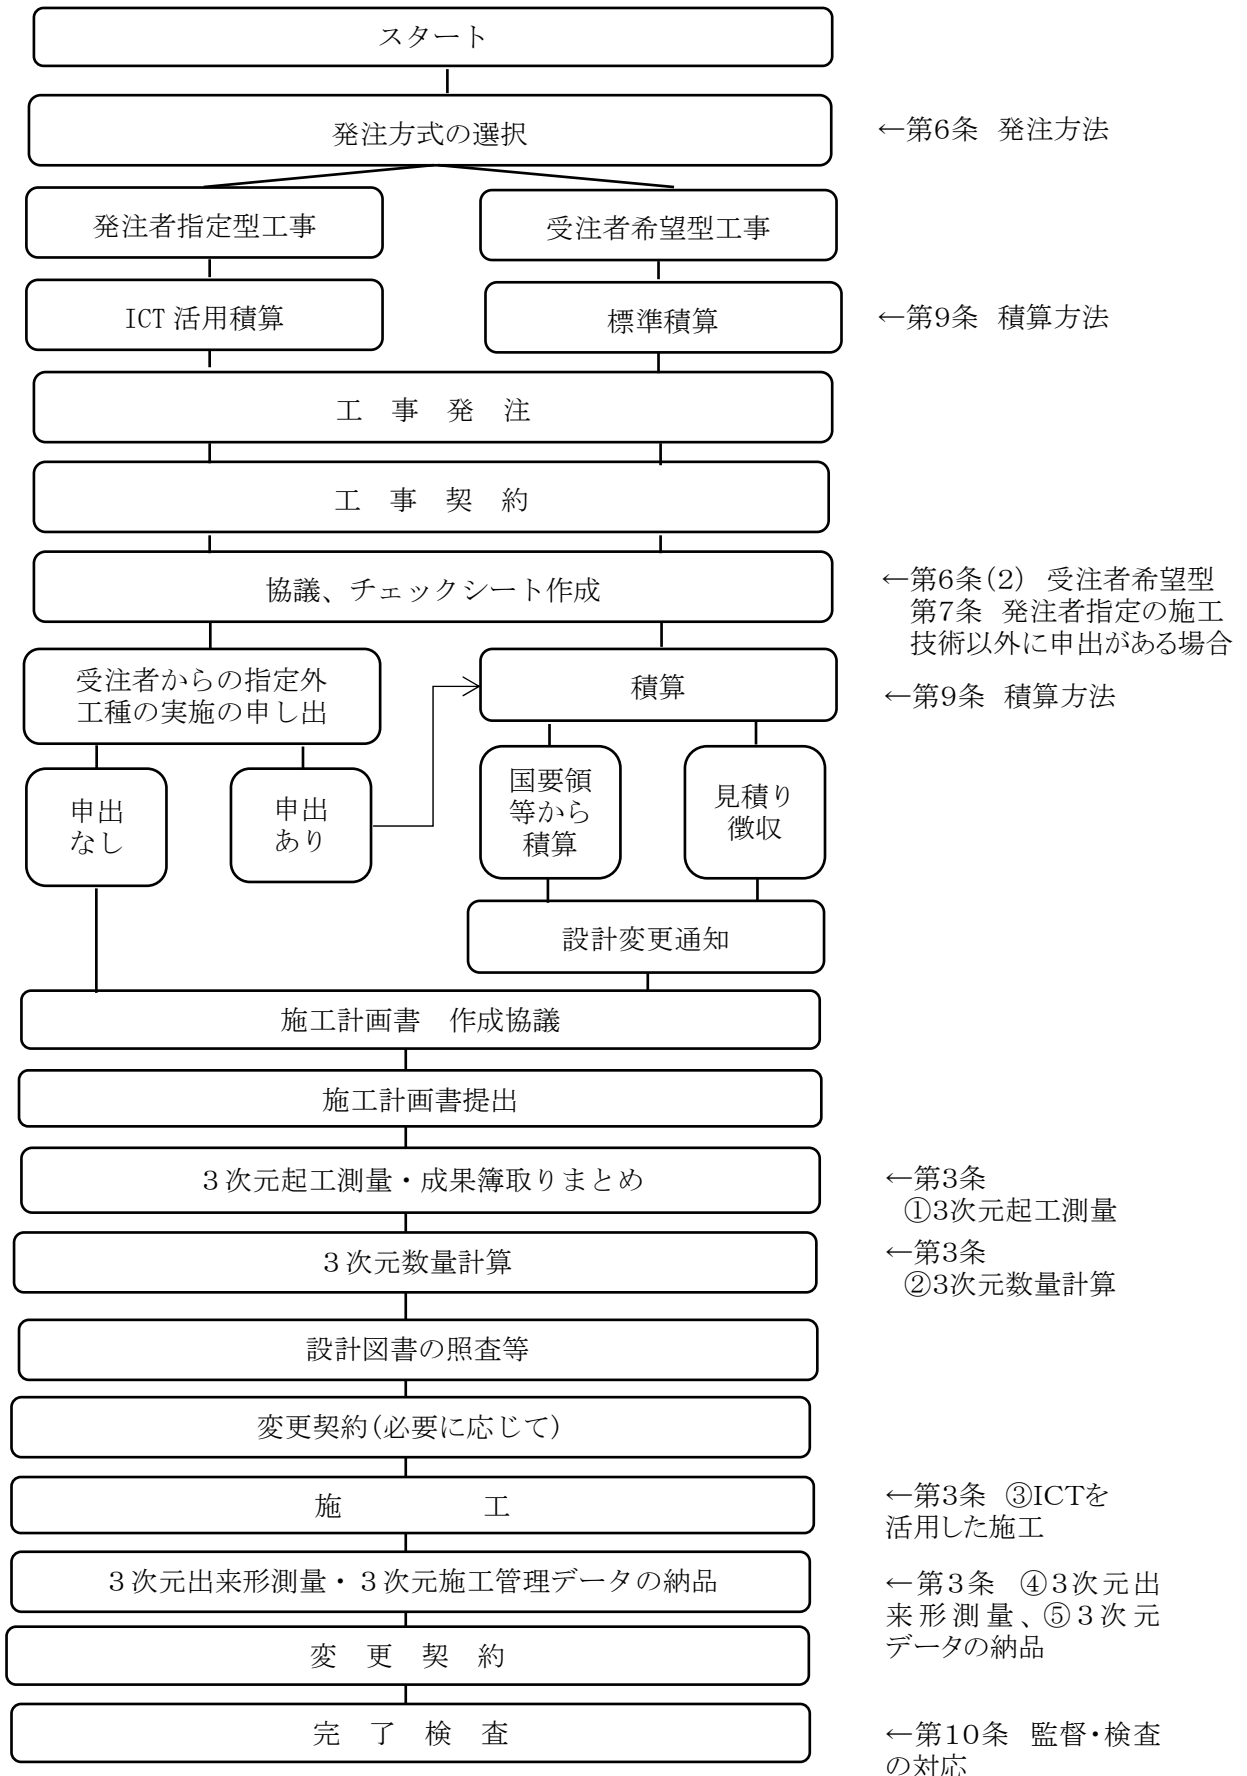 スタート
発注方式の選択
←第6条 発注方法
発注者指定型工事
受注者希望型工事
ICT 活用積算
標準積算
←第9条 積算方法
工 事 発 注
工 事 契 約
協議、チェックシート作成
←第6条(2) 受注者希望型
第7条 発注者指定の施工
技術以外に申出がある場合
受注者からの指定外
工種の実施の申し出
積算
←第9条 積算方法
申出
なし
申出
あり
国要領
等から
積算
見積り
徴収
設計変更通知
施工計画書 作成協議
施工計画書提出
3次元起工測量・成果簿取りまとめ
←第3条
①3次元起工測量
3次元数量計算
←第3条
②3次元数量計算
設計図書の照査等
変更契約(必要に応じて)
施 工
←第3条 ③ICTを
活用した施工
3次元出来形測量・3次元施工管理データの納品
←第3条 ④3次元出
来形測量、⑤3次元
データの納品
変 更 契 約
完 了 検 査
←第10条 監督・検査
の対応